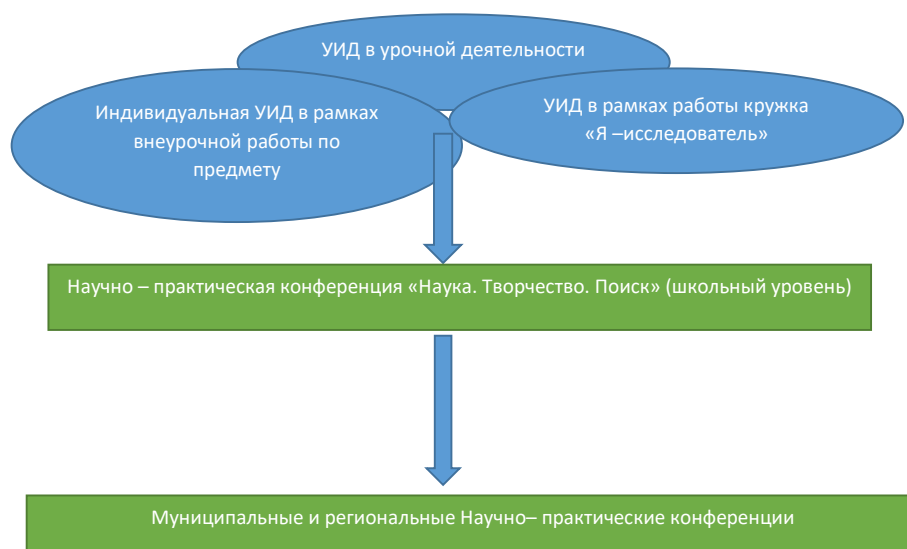 УИД в урочной деятельности
Индивидуальная УИД в рамках
внеурочной работы по
предмету
УИД в рамках работы кружка
«Я –исследователь»
Научно – практическая конференция «Наука. Творчество. Поиск» (школьный уровень)
Муниципальные и региональные Научно– практические конференции